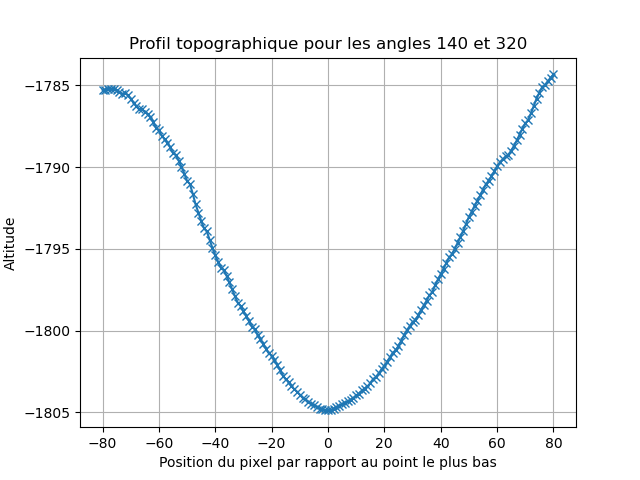 Profil topographique pour les angles 140 et 320
−1785
−1790
−1795
−1800
−1805
Altitude
−80 −60 −40 −20 0 20 40 60 80
Position du pixel par rapport au point le plus bas